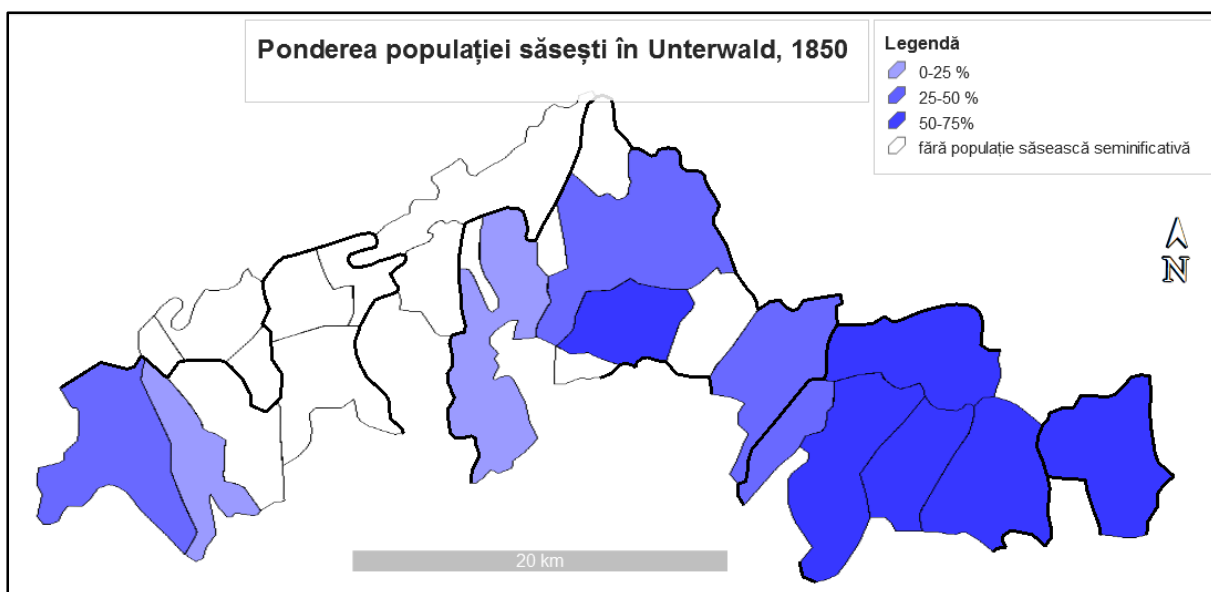 Ponderea populației săsești în Unterwald, 1850
Legendă
0-25 %
25-50 %
50-75%
fără populație săsească seminificativă
N
20 km